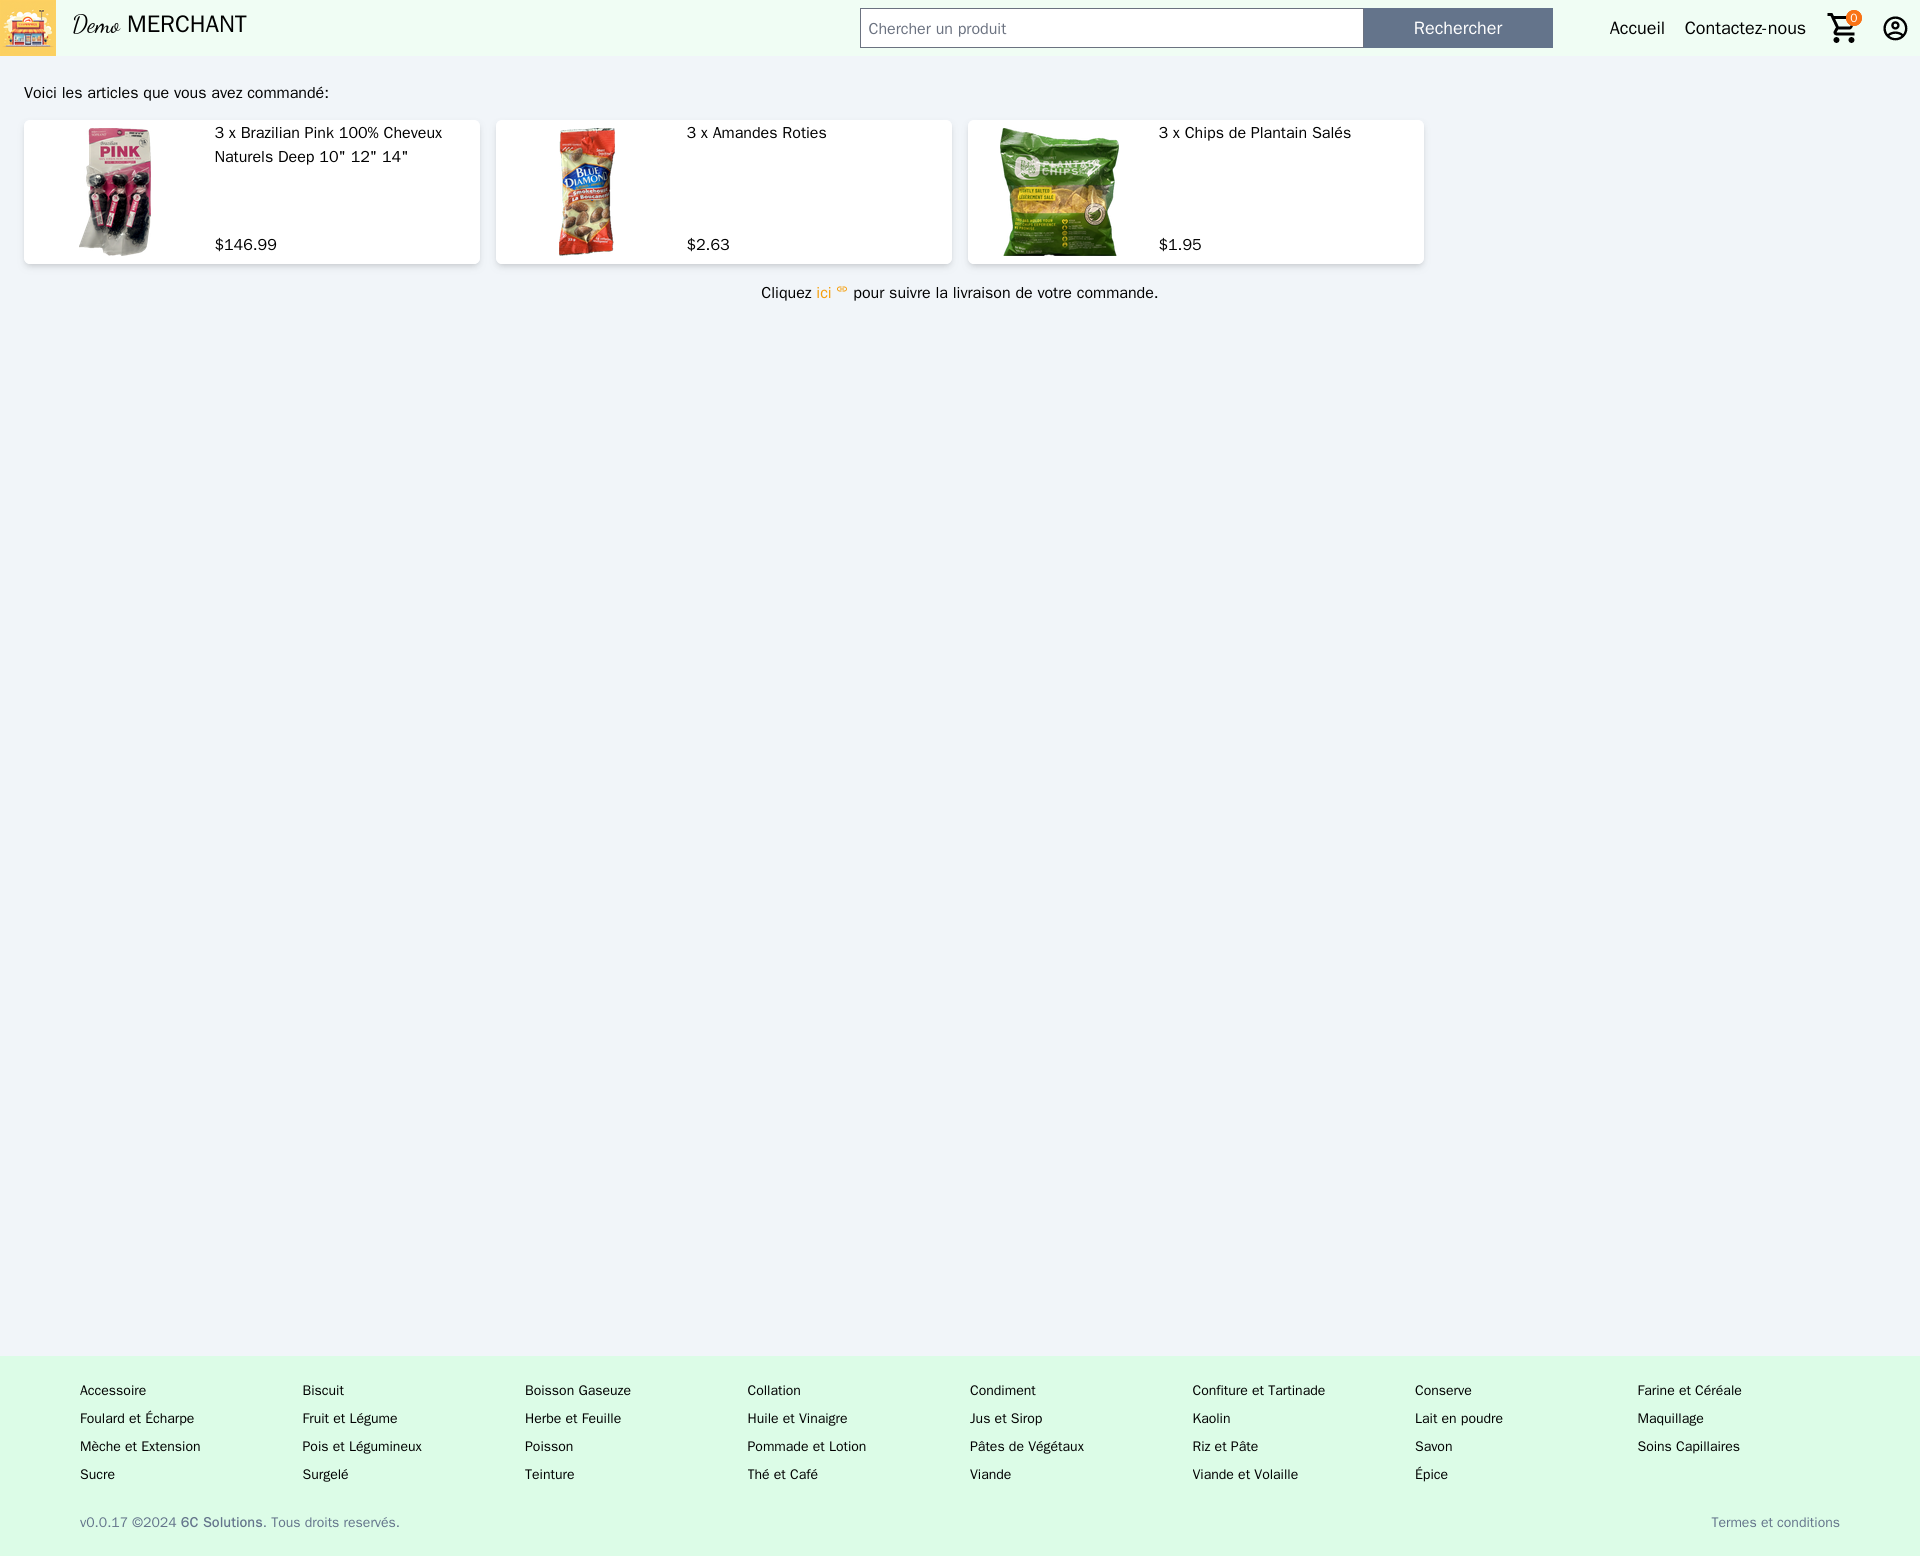 Demo MERCHANT
Chercher un produit
Rechercher
Accueil
Contactez-nous
0
Voici les articles que vous avez commandé:
3 x Brazilian Pink 100% Cheveux
Naturels Deep 10" 12" 14"
$146.99
PINK
3 x Amandes Roties
$2.63
BLUE
DIAMOND
3 x Chips de Plantain Salés
$1.95
PLANTAIN
CHIPS
Cliquez ici pour suivre la livraison de votre commande.
Accessoire
Biscuit
Boisson Gaseuze
Collation
Condiment
Confiture et Tartinade
Conserve
Farine et Céréale
Foulard et Écharpe
Fruit et Légume
Herbe et Feuille
Huile et Vinaigre
Jus et Sirop
Kaolin
Lait en poudre
Maquillage
Mèche et Extension
Pois et Légumineux
Poisson
Pommade et Lotion
Pâtes de Végétaux
Riz et Pâte
Savon
Soins Capillaires
Sucre
Surgelé
Teinture
Thé et Café
Viande
Viande et Volaille
Épice
v0.0.17 ©2024 6C Solutions. Tous droits reservés.
Termes et conditions